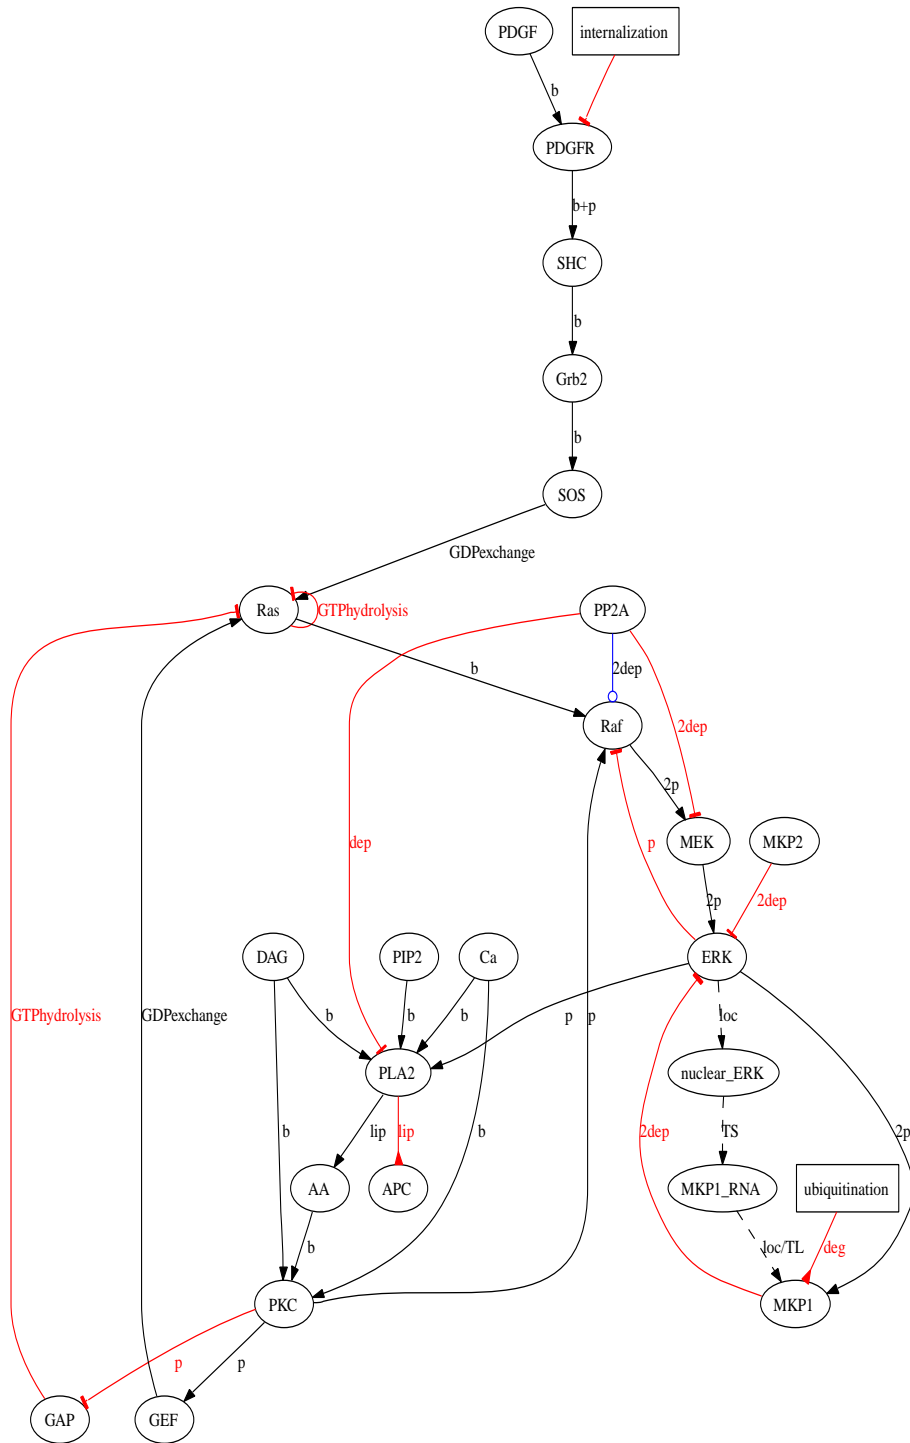 PDGF internalization
b
PDGFR
b+p
SHC
b
Grb2
b
SOS
GDPexchange
Ras GTPhydrolysis PP2A
b 2dep
Raf 2dep
2p
dep p MEK MKP2
2p 2dep
DAG PIP2 Ca ERK
GTPhydrolysis GDPexchange b b b p p loc
PLA2 nuclear_ERK
b lip lip b 2dep TS 2p
AA APC MKP1_RNA ubiquitination
b loc/TL deg
PKC MKP1
p p
GAP GEF